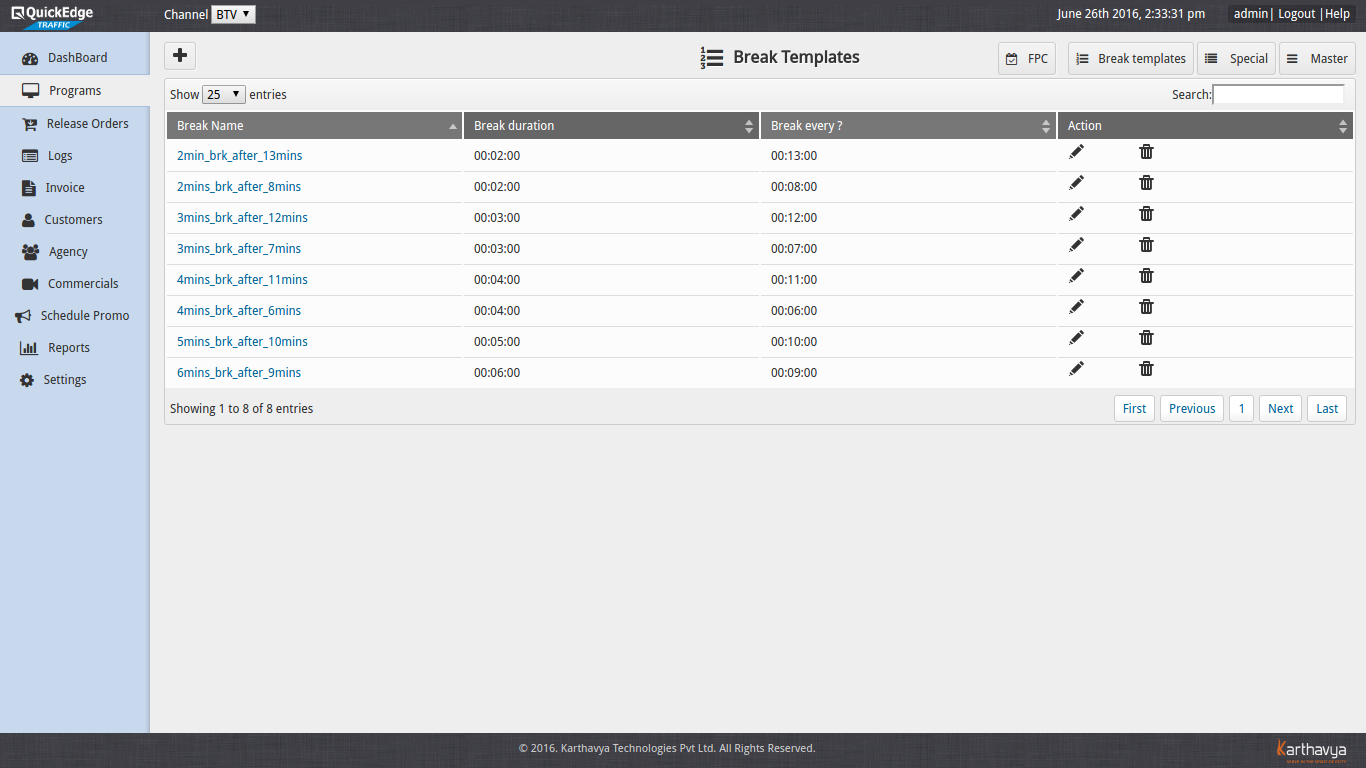 QuickEdge
TRAFFIC
Channel BTV
June 26th 2016, 2:33:31 pm
admin| Logout |Help
DashBoard
Programs
Release Orders
Logs
Invoice
Customers
Agency
Commercials
Schedule Promo
Reports
Settings
Break Templates
FPC
Break templates
Special
Master
Show 25 entries
Search:
Break Name Break duration Break every ? Action
2min_brk_after_13mins 00:02:00 00:13:00
2mins_brk_after_8mins 00:02:00 00:08:00
3mins_brk_after_12mins 00:03:00 00:12:00
3mins_brk_after_7mins 00:03:00 00:07:00
4mins_brk_after_11mins 00:04:00 00:11:00
4mins_brk_after_6mins 00:04:00 00:06:00
5mins_brk_after_10mins 00:05:00 00:10:00
6mins_brk_after_9mins 00:06:00 00:09:00
Showing 1 to 8 of 8 entries
First Previous 1 Next Last
© 2016. Karthavya Technologies Pvt Ltd. All Rights Reserved.
Karthavya